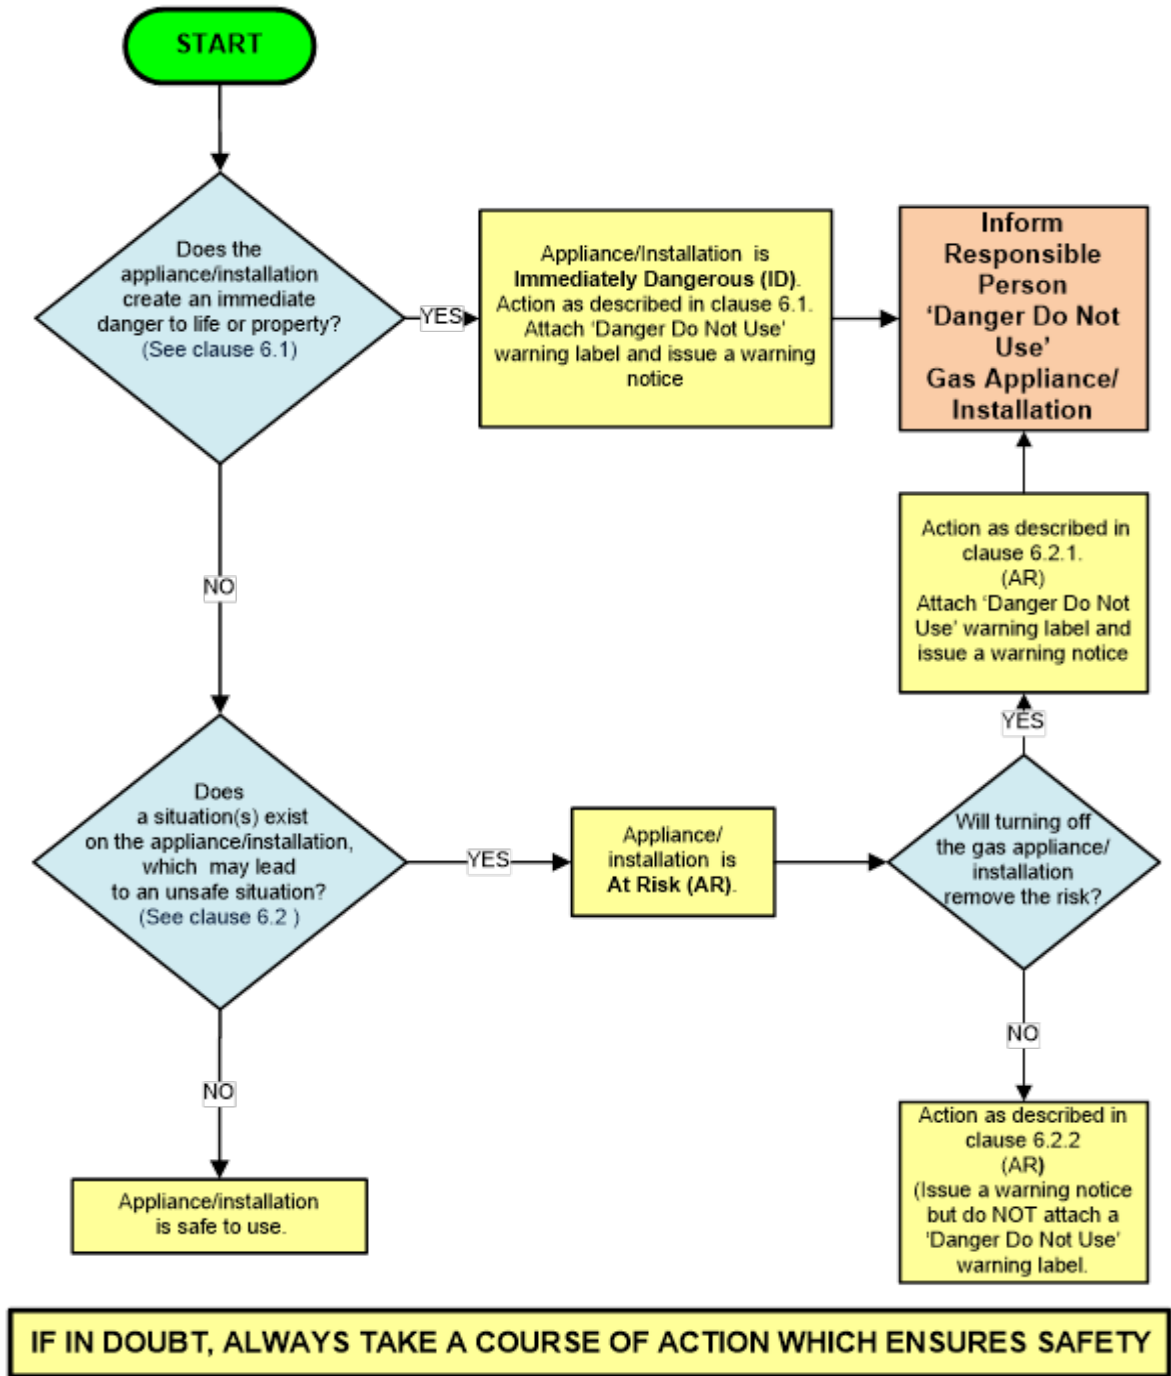 START
Does the
appliance/installation
create an immediate
danger to life or property?
(See clause 6.1)
YES
Appliance/Installation is
Immediately Dangerous (ID).
Action as described in clause 6.1.
Attach ‘Danger Do Not Use’
warning label and issue a warning
notice
Inform
Responsible
Person
‘Danger Do Not
Use’
Gas Appliance/
Installation
NO
Action as described in
clause 6.2.1.
(AR)
Attach ‘Danger Do Not
Use’ warning label and
issue a warning notice
YES
Does
a situation(s) exist
on the appliance/installation,
which may lead
to an unsafe situation?
(See clause 6.2 )
YES
Appliance/
installation is
At Risk (AR).
Will turning off
the gas appliance/
installation
remove the risk?
NO
NO
Appliance/installation
is safe to use.
Action as described in
clause 6.2.2
(AR)
(Issue a warning notice
but do NOT attach a
‘Danger Do Not Use’
warning label.
IF IN DOUBT, ALWAYS TAKE A COURSE OF ACTION WHICH ENSURES SAFETY